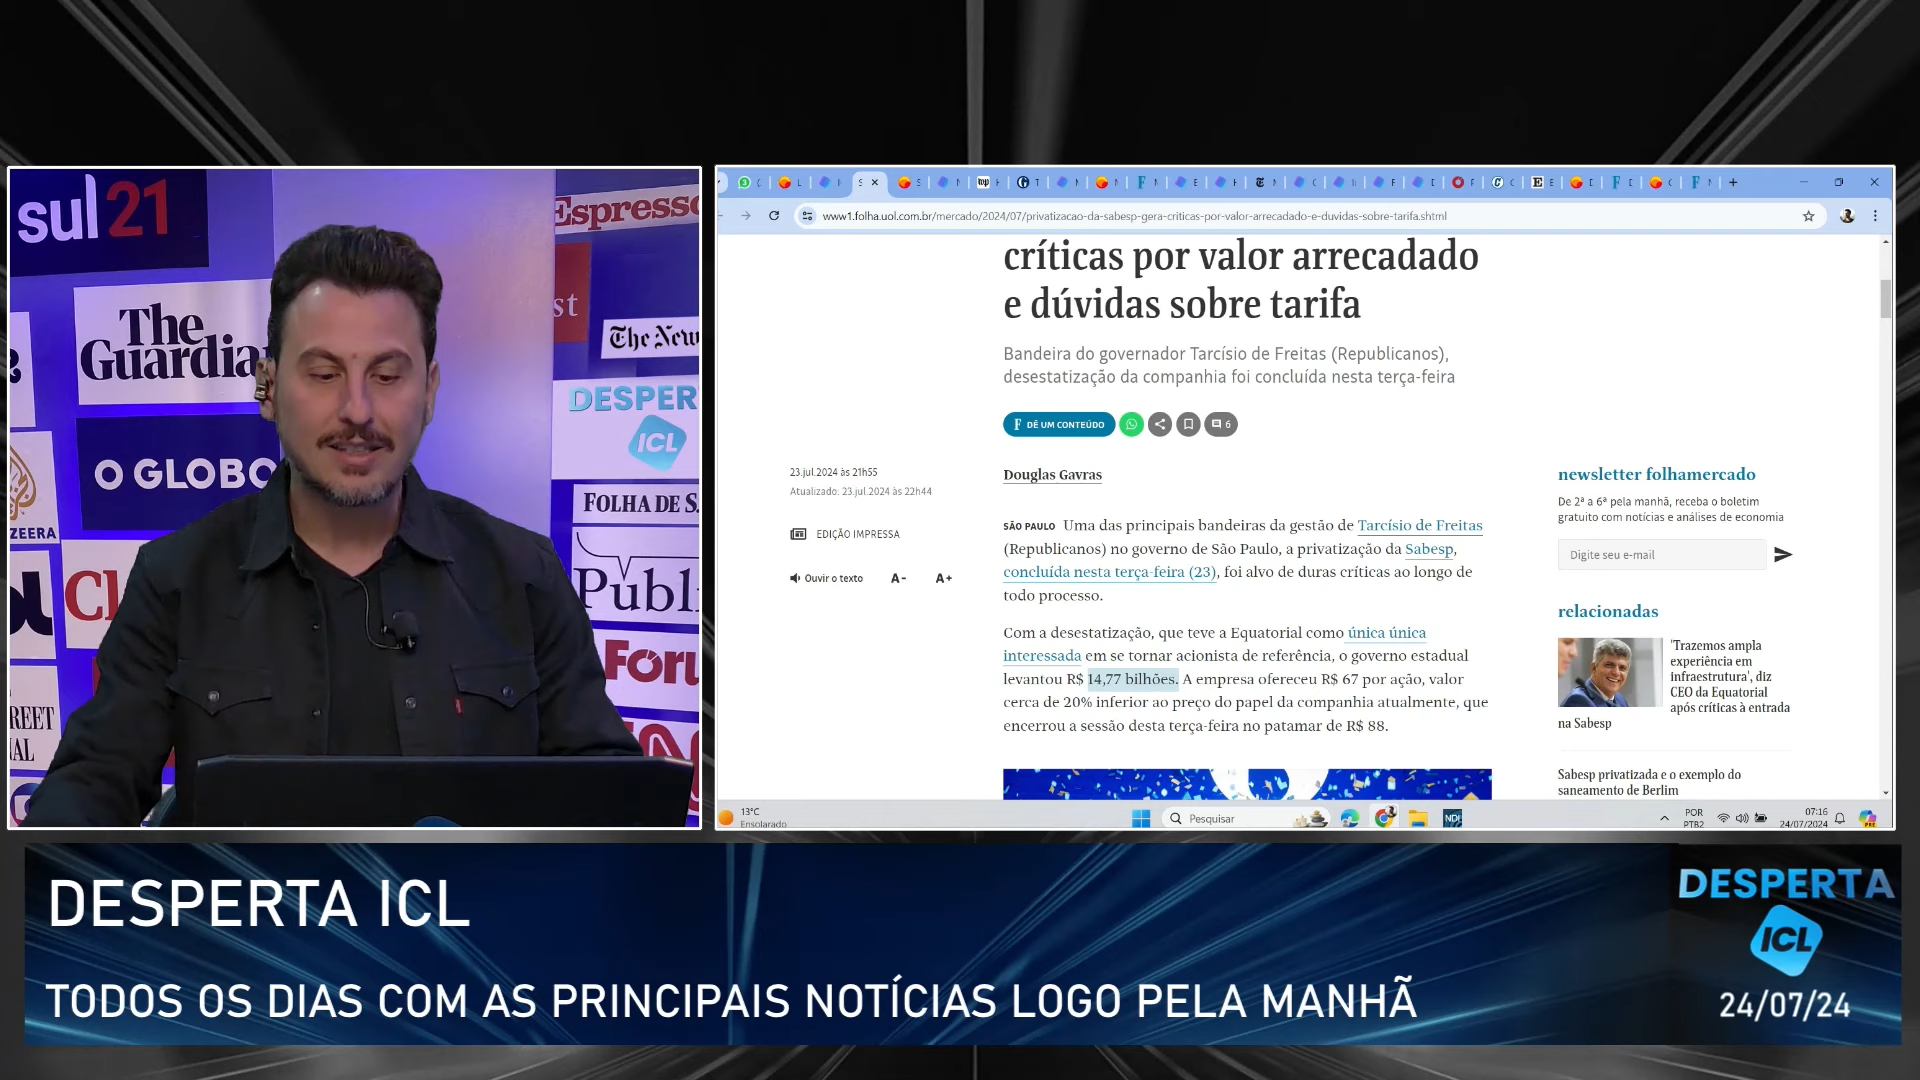 sul21
Espresso
The
Guardia
st
The New
DESPER
ICL
O GLOBO
FOLHA DE S
ZEERA
Públi
REET
www1.folha.uol.com.br/mercado/2024/07/privatizacao-da-sabesp-gera-criticas-por-valor-arrecadado-e-duvidas-sobre-tarifa.shtml
críticas por valor arrecadado
e dúvidas sobre tarifa
Bandeira do governador Tarcísio de Freitas (Republicanos),
desestatização da companhia foi concluída nesta terça-feira
F DÊ UM CONTEÚDO
6
23.jul.2024 às 21h55
Atualizado: 23.jul.2024 às 22h44
EDIÇÃO IMPRESSA
Ouvir o texto A- A+
Douglas Gavras
SÃO PAULO Uma das principais bandeiras da gestão de Tarcísio de Freitas
(Republicanos) no governo de São Paulo, a privatização da Sabesp,
concluída nesta terça-feira (23), foi alvo de duras críticas ao longo de
todo processo.
Com a desestatização, que teve a Equatorial como única única
interessada em se tornar acionista de referência, o governo estadual
levantou R$ 14,77 bilhões. A empresa ofereceu R$ 67 por ação, valor
cerca de 20% inferior ao preço do papel da companhia atualmente, que
encerrou a sessão desta terça-feira no patamar de R$ 88.
newsletter folhamercado
De 2ª a 6ª pela manhã, receba o boletim
gratuito com notícias e análises de economia
Digite seu e-mail
relacionadas
'Trazemos ampla
experiência em
infraestrutura', diz
CEO da Equatorial
após críticas à entrada
na Sabesp
Sabesp privatizada e o exemplo do
saneamento de Berlim
13°C
Ensolarado
Pesquisar
POR
PTB2
07:16
24/07/2024
DESPERTA ICL
TODOS OS DIAS COM AS PRINCIPAIS NOTÍCIAS LOGO PELA MANHÃ
DESPERTA
ICL
24/07/24